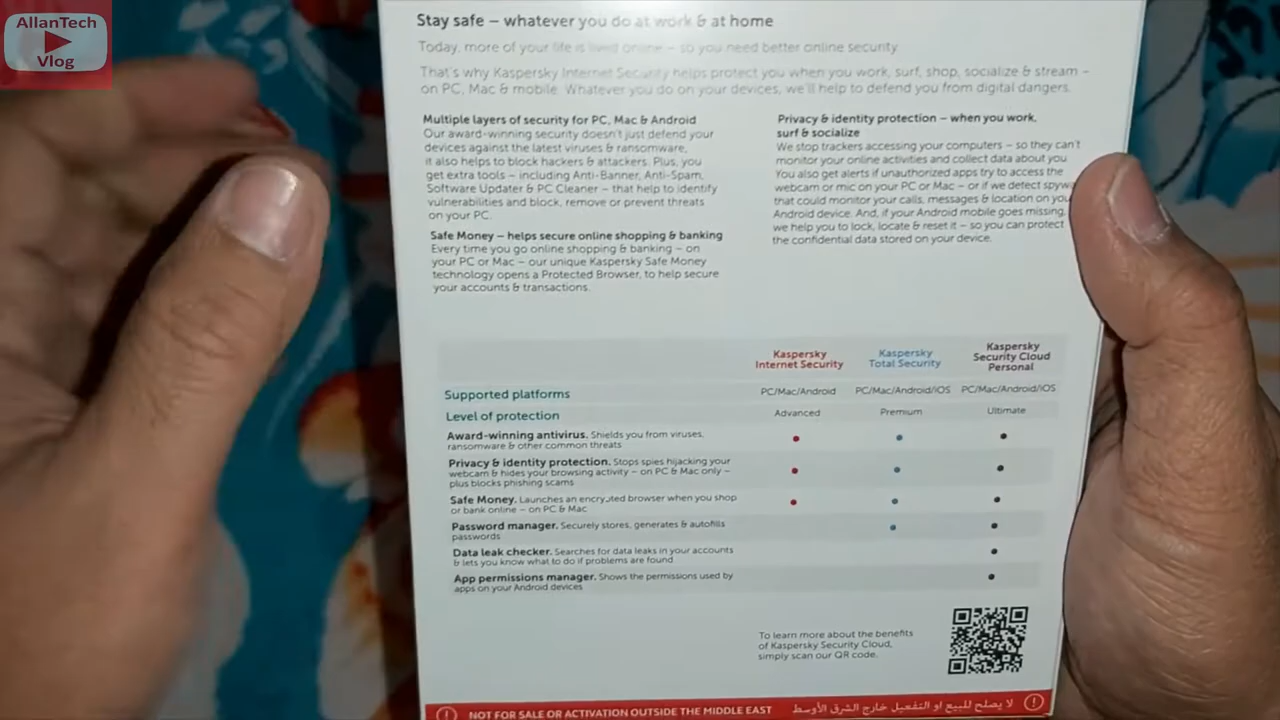 AllanTech
Vlog
Stay safe – whatever you do at work & at home
Today, more of your life is lived online – so you need better online security
That's why Kaspersky Internet Security helps protect you when you work, surf, shop, socialize & stream –
on PC, Mac & mobile. Whatever you do on your devices, we'll help to defend you from digital dangers.
Multiple layers of security for PC, Mac & Android
Our award-winning security doesn't just defend your
devices against the latest viruses & ransomware,
it also helps to block hackers & attackers. Plus, you
get extra tools – including Anti-Banner, Anti-Spam,
Software Updater & PC Cleaner – that help to identify
vulnerabilities and block, remove or prevent threats
on your PC.
Safe Money – helps secure online shopping & banking
Every time you go online shopping & banking – on
your PC or Mac – our unique Kaspersky Safe Money
technology opens a Protected Browser, to help secure
your accounts & transactions.
Privacy & identity protection – when you work,
surf & socialize
We stop trackers accessing your computers – so they can't
monitor your online activities and collect data about you
You also get alerts if unauthorized apps try to access the
webcam or mic on your PC or Mac – or if we detect spyw
that could monitor your calls, messages & location on you
Android device. And, if your Android mobile goes missing,
we help you to lock, locate & reset it – so you can protect
the confidential data stored on your device.
Kaspersky Internet Security
Kaspersky Total Security
Kaspersky Security Cloud Personal
Supported platforms PC/Mac/Android PC/Mac/Android/iOS PC/Mac/Android/iOS
Level of protection Advanced Premium Ultimate
Award-winning antivirus. Shields you from viruses,
ransomware & other common threats
Privacy & identity protection. Stops spies hijacking your
webcam & hides your browsing activity – on PC & Mac only –
plus blocks phishing scams
Safe Money. Launches an encrypted browser when you shop
or bank online – on PC & Mac
Password manager. Securely stores, generates & autofills
passwords
Data leak checker. Searches for data leaks in your accounts
& lets you know what to do if problems are found
App permissions manager. Shows the permissions used by
apps on your Android devices
To learn more about the benefits
of Kaspersky Security Cloud,
simply scan our QR code.
NOT FOR SALE OR ACTIVATION OUTSIDE THE MIDDLE EAST لا يصلح للبيع او التفعيل خارج الشرق الأوسط